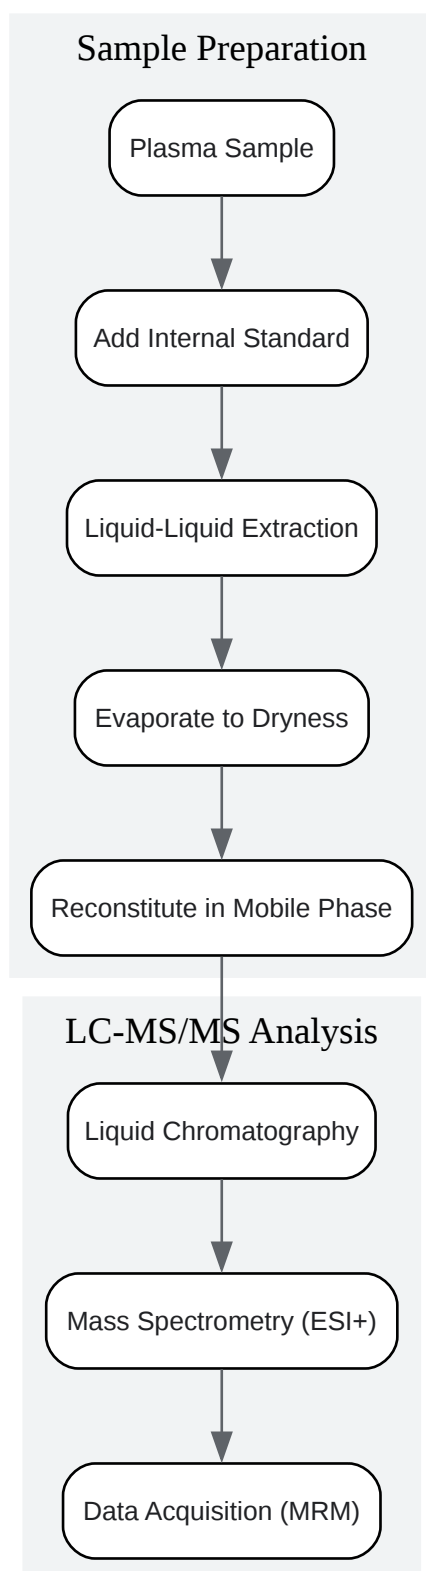 Sample Preparation
Plasma Sample
Add Internal Standard
Liquid-Liquid Extraction
Evaporate to Dryness
Reconstitute in Mobile Phase
LC-MS/MS Analysis
Liquid Chromatography
Mass Spectrometry (ESI+)
Data Acquisition (MRM)